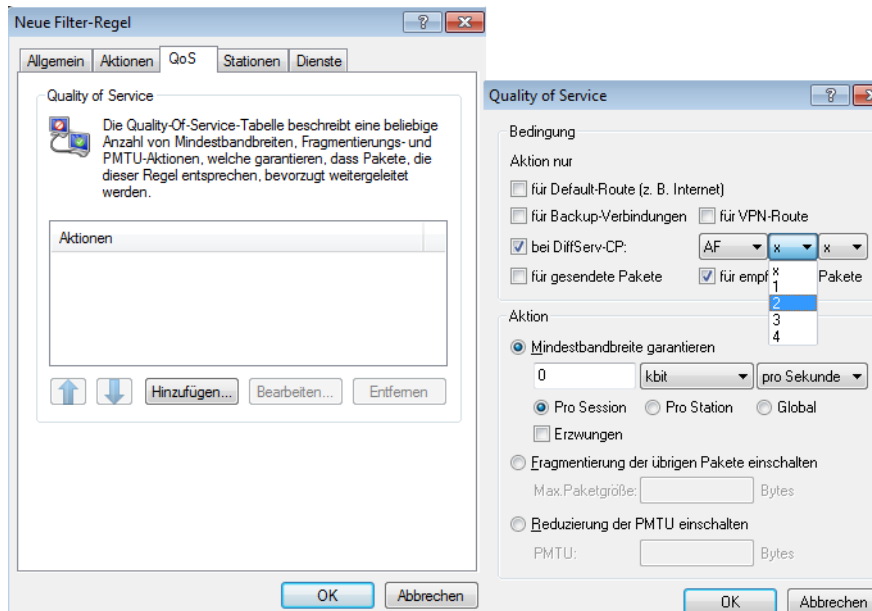 Neue Filter-Regel
Allgemein Aktionen QoS Stationen Dienste
Quality of Service
Die Quality-Of-Service-Tabelle beschreibt eine beliebige
Anzahl von Mindestbandbreiten, Fragmentierungs- und
PMTU-Aktionen, welche garantieren, dass Pakete, die
dieser Regel entsprechen, bevorzugt weitergeleitet
werden.
Aktionen
Hinzufügen... Bearbeiten... Entfernen
OK Abbrechen
Quality of Service
Bedingung
Aktion nur
für Default-Route (z. B. Internet)
für Backup-Verbindungen für VPN-Route
bei DiffServ-CP: AF x x
für gesendete Pakete für empf Pakete
x
1
2
3
4
Aktion
Mindestbandbreite garantieren
0 kbit pro Sekunde
Pro Session Pro Station Global
Erzwungen
Fragmentierung der übrigen Pakete einschalten
Max.Paketgröße: Bytes
Reduzierung der PMTU einschalten
PMTU: Bytes
OK Abbrechen